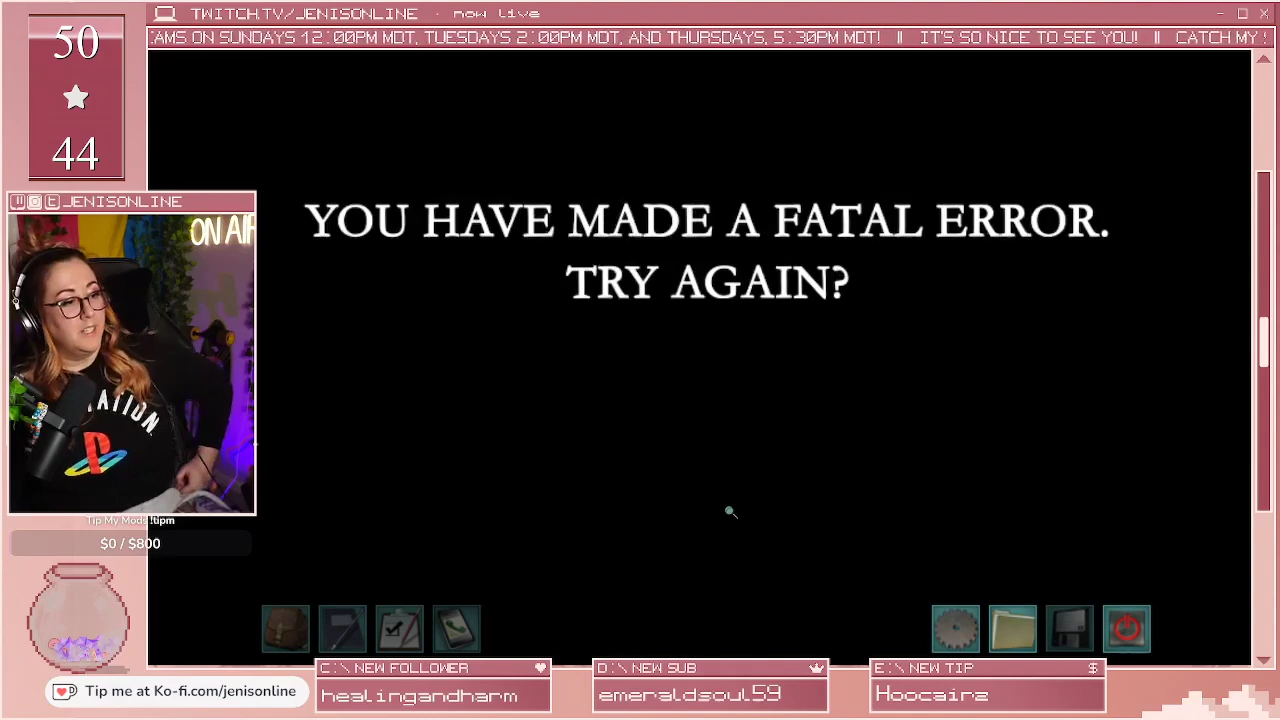 50
44
TWITCH.TV/JENISONLINE · now live
AMS ON SUNDAYS 12:00PM MDT, TUESDAYS 2:00PM MDT, AND THURSDAYS, 5:30PM MDT! || IT'S SO NICE TO SEE YOU! || CATCH MY
JENISONLINE
ON AIR
YOU HAVE MADE A FATAL ERROR.
TRY AGAIN?
Tip My Mods !tipm
$0 / $800
Tip me at Ko-fi.com/jenisonline
C:\ NEW FOLLOWER
healingandharm
D:\ NEW SUB
emeraldsoul59
E:\ NEW TIP $
Hoocairz